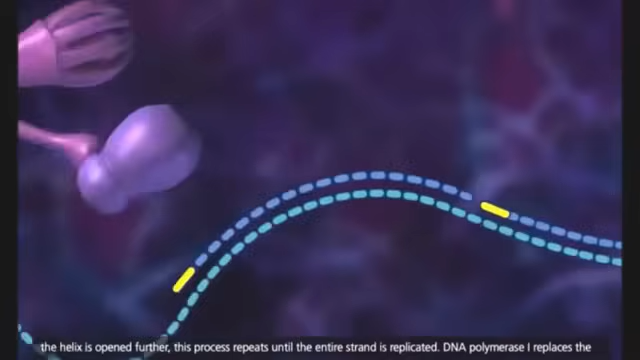 the helix is opened further, this process repeats until the entire strand is replicated. DNA polymerase I replaces the